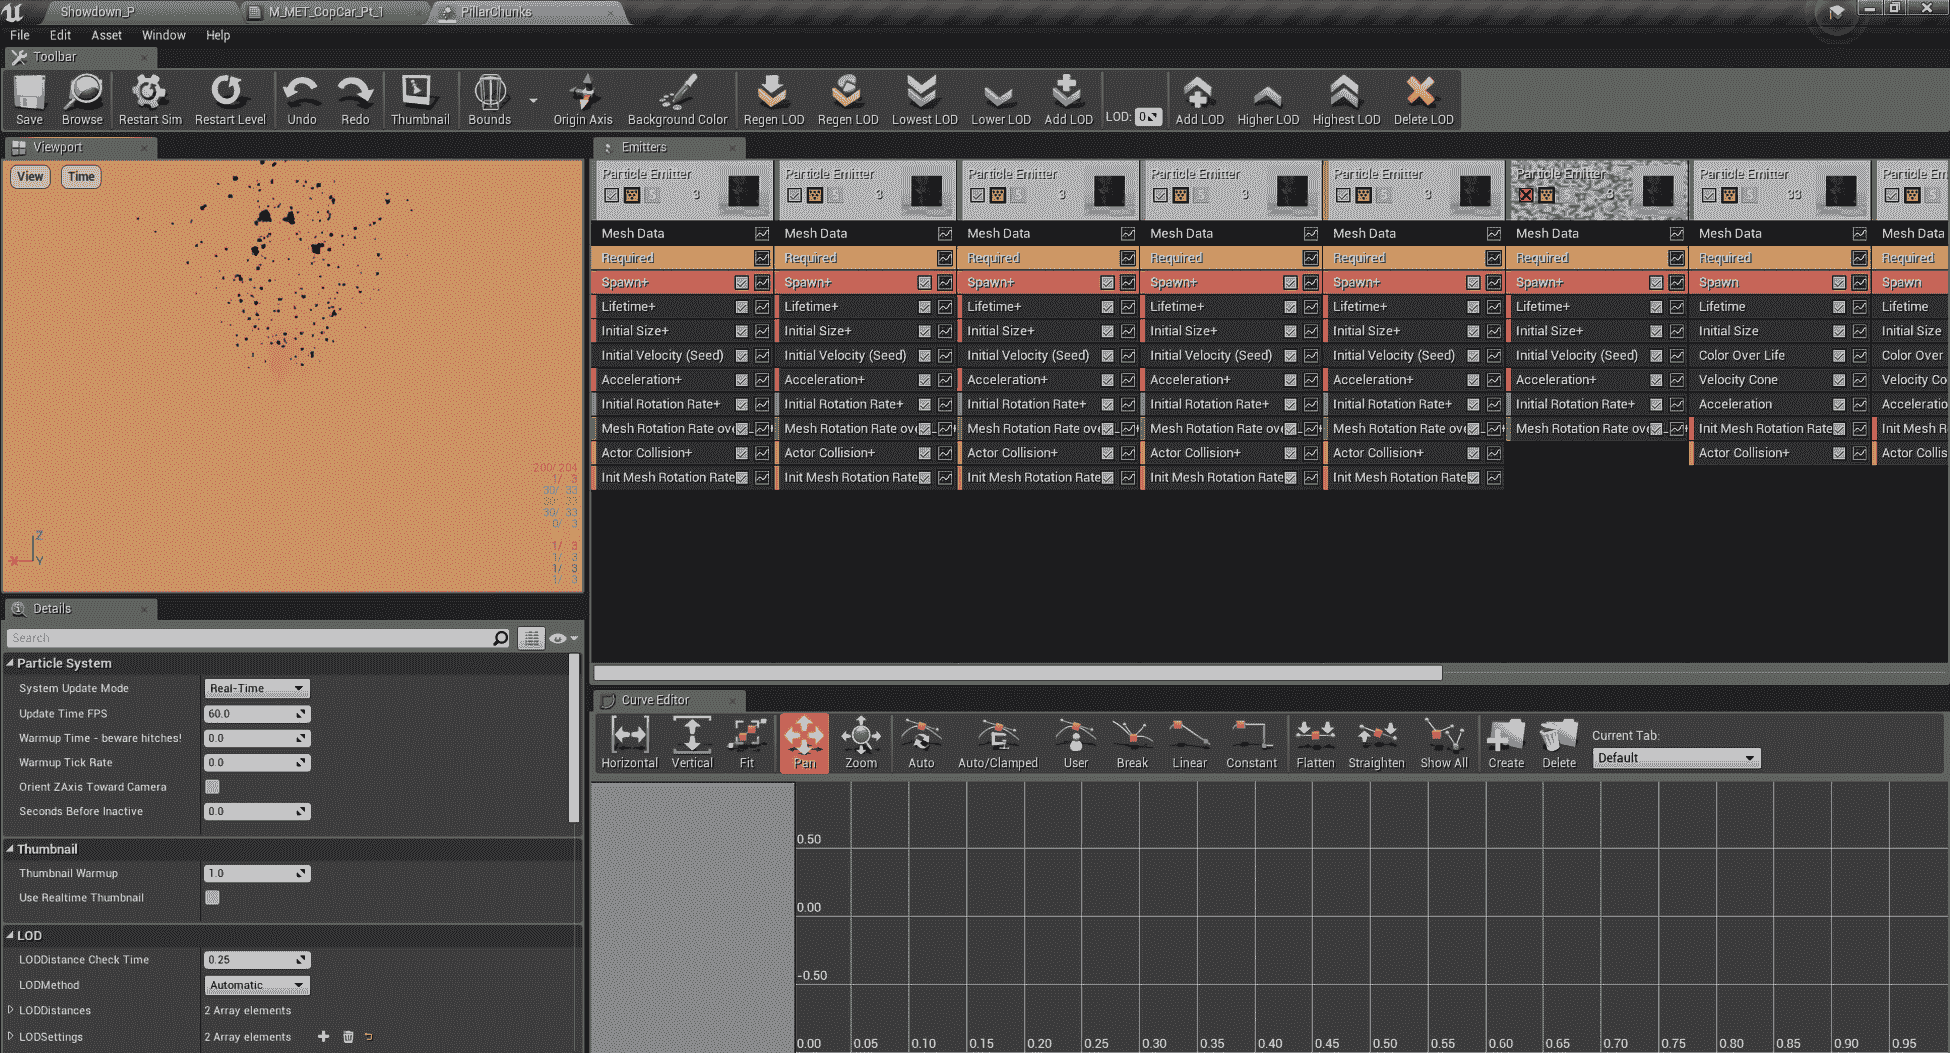 Showdown_P M_MET_CopCar_Pt_1 PillarChunks
File Edit Asset Window Help
Toolbar
Save Browse Restart Sim Restart Level Undo Redo Thumbnail Bounds Origin Axis Background Color Regen LOD Regen LOD Lowest LOD Lower LOD Add LOD LOD: 0 Add LOD Higher LOD Highest LOD Delete LOD
Viewport
View Time
200/ 204
1/ 3
30/ 33
30/ 33
30/ 33
0/ 3
1/ 3
1/ 3
1/ 3
1/ 3
Z
X Y
Emitters
Particle Emitter Particle Emitter Particle Emitter Particle Emitter Particle Emitter Particle Emitter Particle Emitter Particle Em
S 3 S 3 S 3 S 3 S 3 S 33 S
Mesh Data Mesh Data Mesh Data Mesh Data Mesh Data Mesh Data Mesh Data Mesh Data
Required Required Required Required Required Required Required Required
Spawn+ Spawn+ Spawn+ Spawn+ Spawn+ Spawn+ Spawn Spawn
Lifetime+ Lifetime+ Lifetime+ Lifetime+ Lifetime+ Lifetime+ Lifetime Lifetime
Initial Size+ Initial Size+ Initial Size+ Initial Size+ Initial Size+ Initial Size+ Initial Size Initial Size
Initial Velocity (Seed) Initial Velocity (Seed) Initial Velocity (Seed) Initial Velocity (Seed) Initial Velocity (Seed) Initial Velocity (Seed) Color Over Life Color Over
Acceleration+ Acceleration+ Acceleration+ Acceleration+ Acceleration+ Acceleration+ Velocity Cone Velocity Co
Initial Rotation Rate+ Initial Rotation Rate+ Initial Rotation Rate+ Initial Rotation Rate+ Initial Rotation Rate+ Initial Rotation Rate+ Acceleration Acceleratio
Mesh Rotation Rate ov Mesh Rotation Rate ov Mesh Rotation Rate ov Mesh Rotation Rate ov Mesh Rotation Rate ov Mesh Rotation Rate ov Init Mesh Rotation Rate Init Mesh R
Actor Collision+ Actor Collision+ Actor Collision+ Actor Collision+ Actor Collision+ Actor Collision+ Actor Collis
Init Mesh Rotation Rate Init Mesh Rotation Rate Init Mesh Rotation Rate Init Mesh Rotation Rate Init Mesh Rotation Rate
Details
Search
Particle System
System Update Mode Real-Time
Update Time FPS 60.0
Warmup Time - beware hitches! 0.0
Warmup Tick Rate 0.0
Orient ZAxis Toward Camera
Seconds Before Inactive 0.0
Thumbnail
Thumbnail Warmup 1.0
Use Realtime Thumbnail
LOD
LODDistance Check Time 0.25
LODMethod Automatic
LODDistances 2 Array elements
LODSettings 2 Array elements
Curve Editor
Horizontal Vertical Fit Pan Zoom Auto Auto/Clamped User Break Linear Constant Flatten Straighten Show All Create Delete
Current Tab:
Default
0.50
0.00
-0.50
0.00 0.05 0.10 0.15 0.20 0.25 0.30 0.35 0.40 0.45 0.50 0.55 0.60 0.65 0.70 0.75 0.80 0.85 0.90 0.95